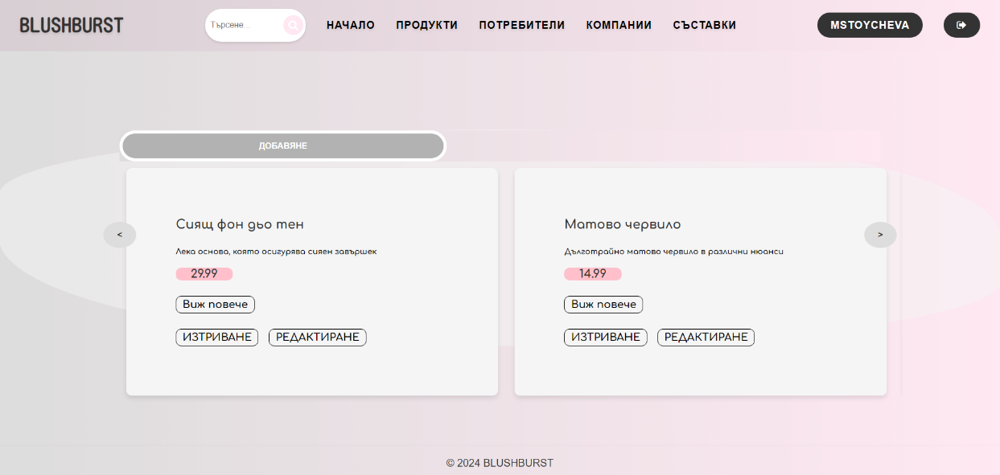 BLUSHBURST
Търсене...
НАЧАЛО ПРОДУКТИ ПОТРЕБИТЕЛИ КОМПАНИИ СЪСТАВКИ
MSTOYCHEVA
ДОБАВЯНЕ
<
Сиящ фон дьо тен
Лека основа, която осигурява сияен завършек
29.99
Виж повече
ИЗТРИВАНЕ РЕДАКТИРАНЕ
Матово червило
Дълготрайно матово червило в различни нюанси
14.99
Виж повече
ИЗТРИВАНЕ РЕДАКТИРАНЕ
>
© 2024 BLUSHBURST